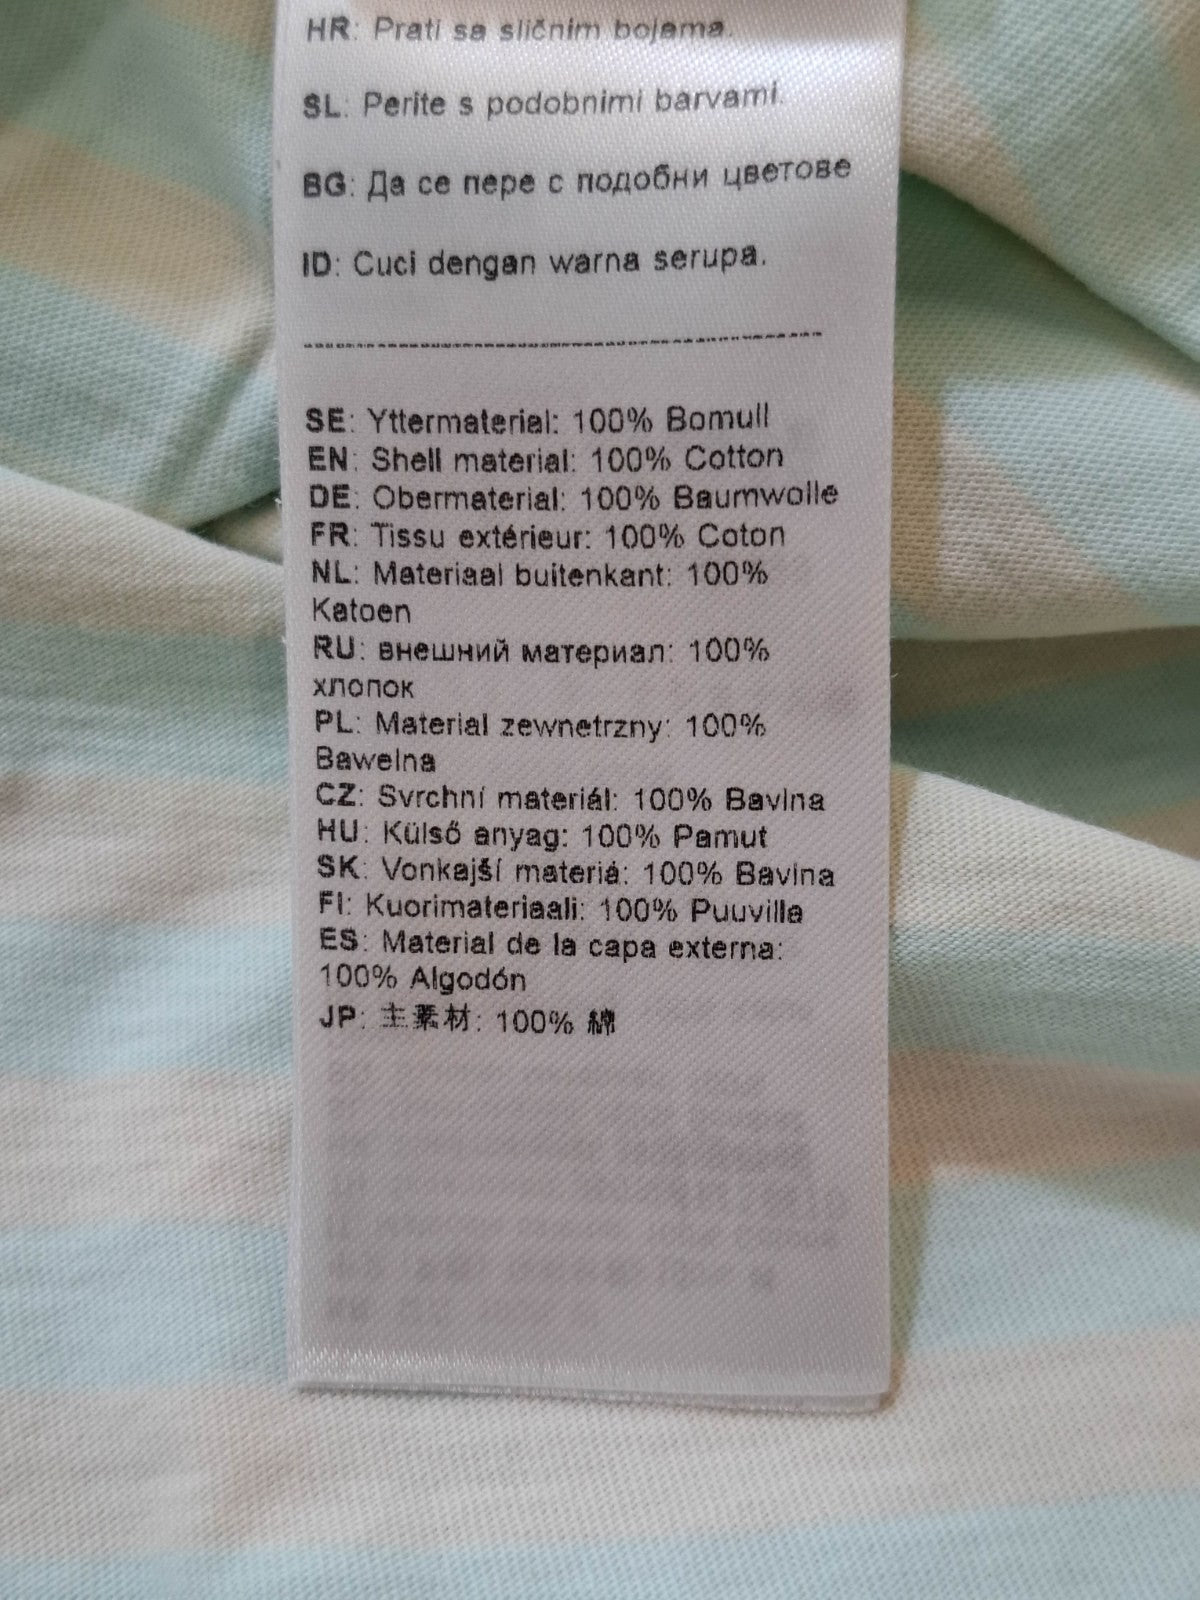 HR: Prati sa sličnim bojama.
SL: Perite s podobnimi barvami.
BG: Да се пере с подобни цветове
ID: Cuci dengan warna serupa.
SE: Yttermaterial: 100% Bomull
EN: Shell material: 100% Cotton
DE: Obermaterial: 100% Baumwolle
FR: Tissu extérieur: 100% Coton
NL: Materiaal buitenkant: 100%
Katoen
RU: внешний материал: 100%
хлопок
PL: Material zewnetrzny: 100%
Bawelna
CZ: Svrchní materiál: 100% Bavlna
HU: Külső anyag: 100% Pamut
SK: Vonkajší materiá: 100% Bavlna
FI: Kuorimateriaali: 100% Puuvilla
ES: Material de la capa externa:
100% Algodón
JP: 主素材: 100% 綿